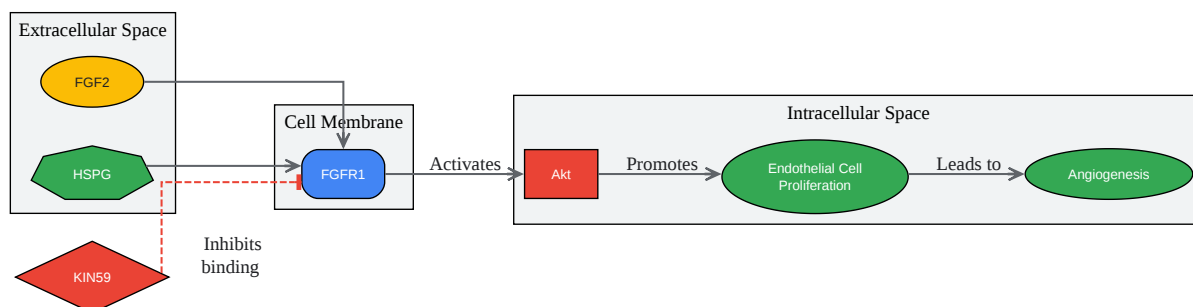 Extracellular Space
FGF2
HSPG
KIN59
Inhibits
binding
Cell Membrane
FGFR1
Activates
Intracellular Space
Akt
Promotes
Endothelial Cell
Proliferation
Leads to
Angiogenesis